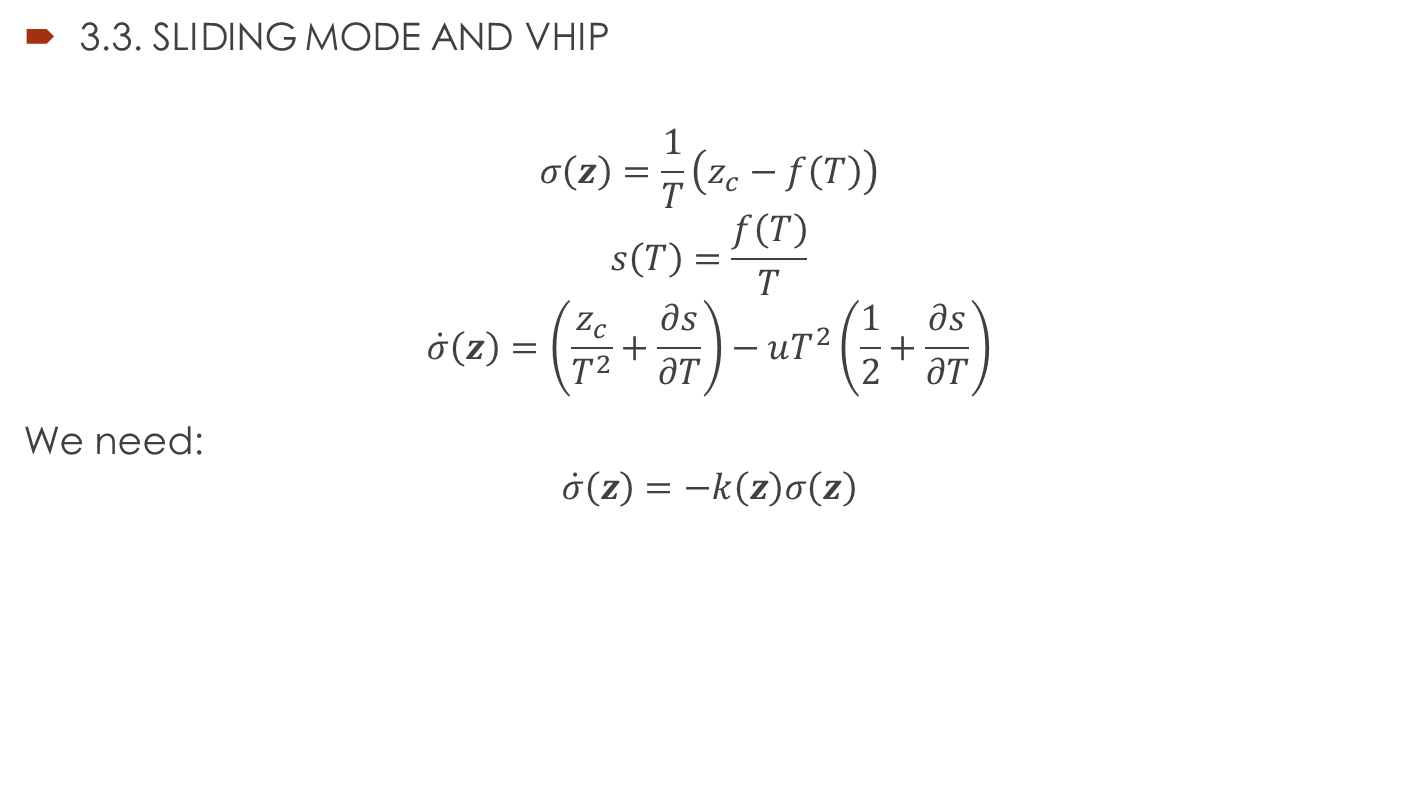 3.3. SLIDING MODE AND VHIP
σ(𝒛) = 1/T (z_c − f(T))
s(T) = f(T)/T
σ̇(𝒛) = (z_c/T² + ∂s/∂T) − uT² (1/2 + ∂s/∂T)
We need:
σ̇(𝒛) = −k(𝒛)σ(𝒛)